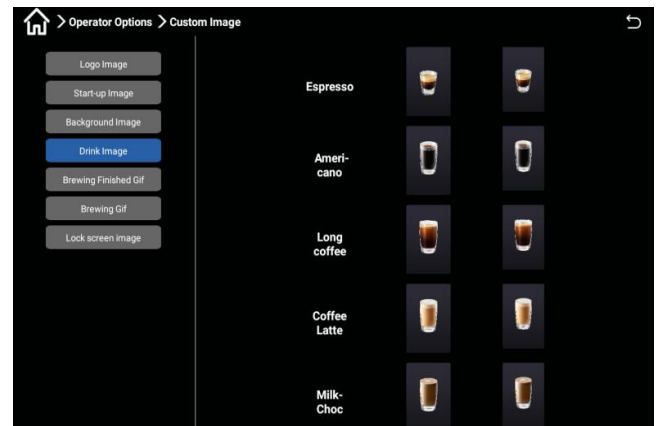 > Operator Options > Custom Image
Logo Image
Start-up Image
Background Image
Drink Image
Brewing Finished Gif
Brewing Gif
Lock screen image
Espresso
Ameri-
cano
Long
coffee
Coffee
Latte
Milk-
Choc